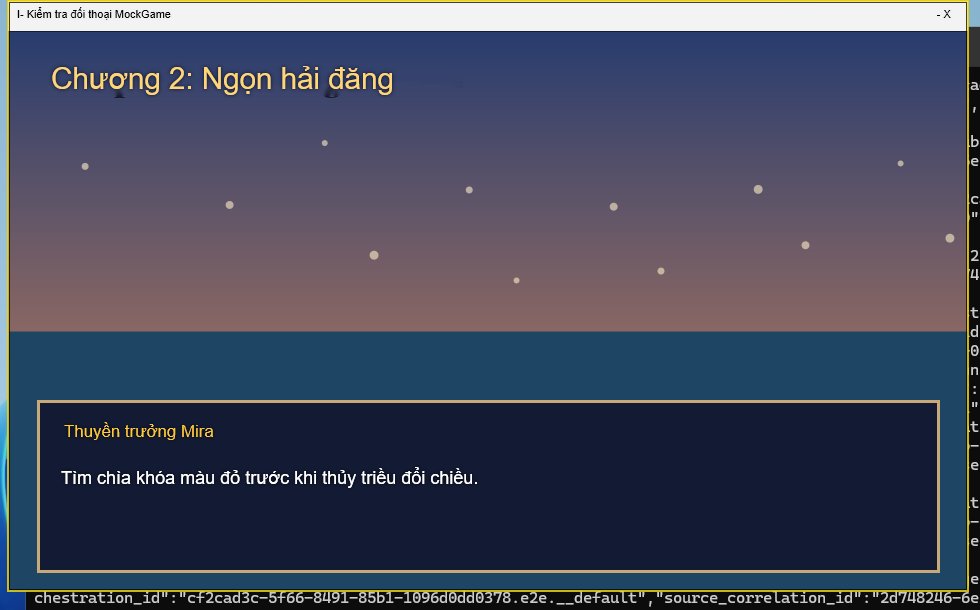 I- Kiểm tra đối thoại MockGame
- X
Chương 2: Ngọn hải đăng
Thuyền trưởng Mira
Tìm chìa khóa màu đỏ trước khi thủy triều đổi chiều.
chestration_id":"cf2cad3c-5f66-8491-85b1-1096d0dd0378.e2e.__default","source_correlation_id":"2d748246-6e